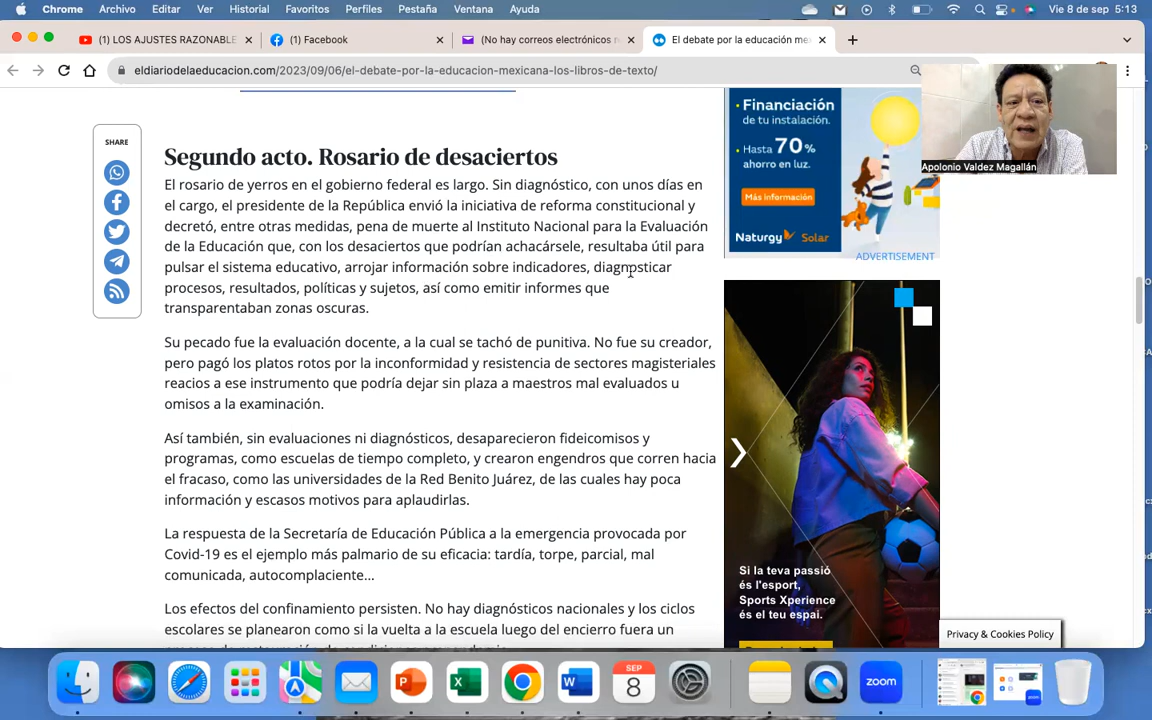 Chrome Archivo Editar Ver Historial Favoritos Perfiles Pestaña Ventana Ayuda Vie 8 de sep 5:13
(1) LOS AJUSTES RAZONABLE
(1) Facebook
(No hay correos electrónicos
El debate por la educación me
eldiariodelaeducacion.com/2023/09/06/el-debate-por-la-educacion-mexicana-los-libros-de-texto/
Apolonio Valdez Magallán
SHARE
Segundo acto. Rosario de desaciertos
El rosario de yerros en el gobierno federal es largo. Sin diagnóstico, con unos días en
el cargo, el presidente de la República envió la iniciativa de reforma constitucional y
decretó, entre otras medidas, pena de muerte al Instituto Nacional para la Evaluación
de la Educación que, con los desaciertos que podrían achacársele, resultaba útil para
pulsar el sistema educativo, arrojar información sobre indicadores, diagnosticar
procesos, resultados, políticas y sujetos, así como emitir informes que
transparentaban zonas oscuras.
Su pecado fue la evaluación docente, a la cual se tachó de punitiva. No fue su creador,
pero pagó los platos rotos por la inconformidad y resistencia de sectores magisteriales
reacios a ese instrumento que podría dejar sin plaza a maestros mal evaluados u
omisos a la examinación.
Así también, sin evaluaciones ni diagnósticos, desaparecieron fideicomisos y
programas, como escuelas de tiempo completo, y crearon engendros que corren hacia
el fracaso, como las universidades de la Red Benito Juárez, de las cuales hay poca
información y escasos motivos para aplaudirlas.
La respuesta de la Secretaría de Educación Pública a la emergencia provocada por
Covid-19 es el ejemplo más palmario de su eficacia: tardía, torpe, parcial, mal
comunicada, autocomplaciente...
Los efectos del confinamiento persisten. No hay diagnósticos nacionales y los ciclos
escolares se planearon como si la vuelta a la escuela luego del encierro fuera un
Financiación
de tu instalación.
Hasta 70%
ahorro en luz.
Más información
Naturgy Solar
ADVERTISEMENT
Si la teva passió
és l'esport,
Sports Xperience
és el teu espai.
Privacy & Cookies Policy
SEP
8
zoom